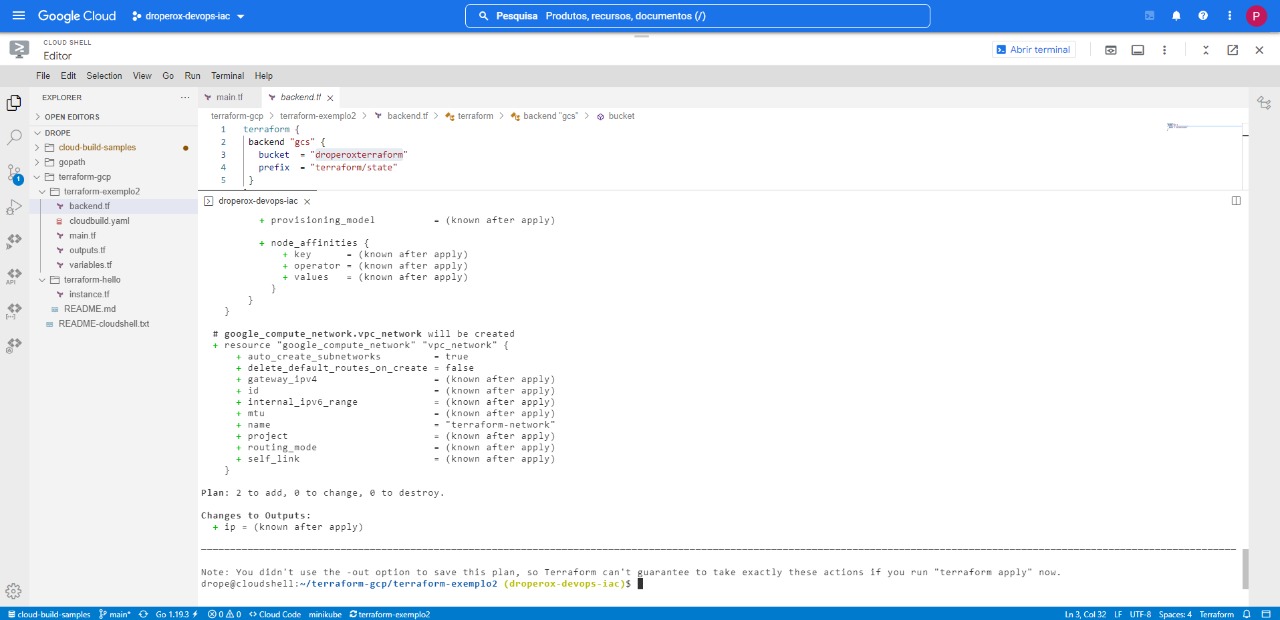 Google Cloud droperox-devops-iac Pesquisa Produtos, recursos, documentos (/) P
CLOUD SHELL
Editor
Abrir terminal
File Edit Selection View Go Run Terminal Help
EXPLORER ...
main.tf backend.tf
OPEN EDITORS
terraform-gcp > terraform-exemplo2 > backend.tf > terraform > backend "gcs" > bucket
DROPE
cloud-build-samples
gopath
terraform-gcp
terraform-exemplo2
backend.tf
cloudbuild.yaml
main.tf
outputs.tf
variables.tf
terraform-hello
instance.tf
README.md
README-cloudshell.txt
1
API
1 terraform {
2 backend "gcs" {
3 bucket = "droperoxterraform"
4 prefix = "terraform/state"
5 }
droperox-devops-iac
+ provisioning_model = (known after apply)
+ node_affinities {
+ key = (known after apply)
+ operator = (known after apply)
+ values = (known after apply)
}
}
}
# google_compute_network.vpc_network will be created
+ resource "google_compute_network" "vpc_network" {
+ auto_create_subnetworks = true
+ delete_default_routes_on_create = false
+ gateway_ipv4 = (known after apply)
+ id = (known after apply)
+ internal_ipv6_range = (known after apply)
+ mtu = (known after apply)
+ name = "terraform-network"
+ project = (known after apply)
+ routing_mode = (known after apply)
+ self_link = (known after apply)
}
Plan: 2 to add, 0 to change, 0 to destroy.
Changes to Outputs:
+ ip = (known after apply)
Note: You didn't use the -out option to save this plan, so Terraform can't guarantee to take exactly these actions if you run "terraform apply" now.
drope@cloudshell:~/terraform-gcp/terraform-exemplo2 (droperox-devops-iac)$
cloud-build-samples main* Go 1.19.3 0 0 Cloud Code minikube terraform-exemplo2 Ln 3, Col 32 LF UTF-8 Spaces: 4 Terraform